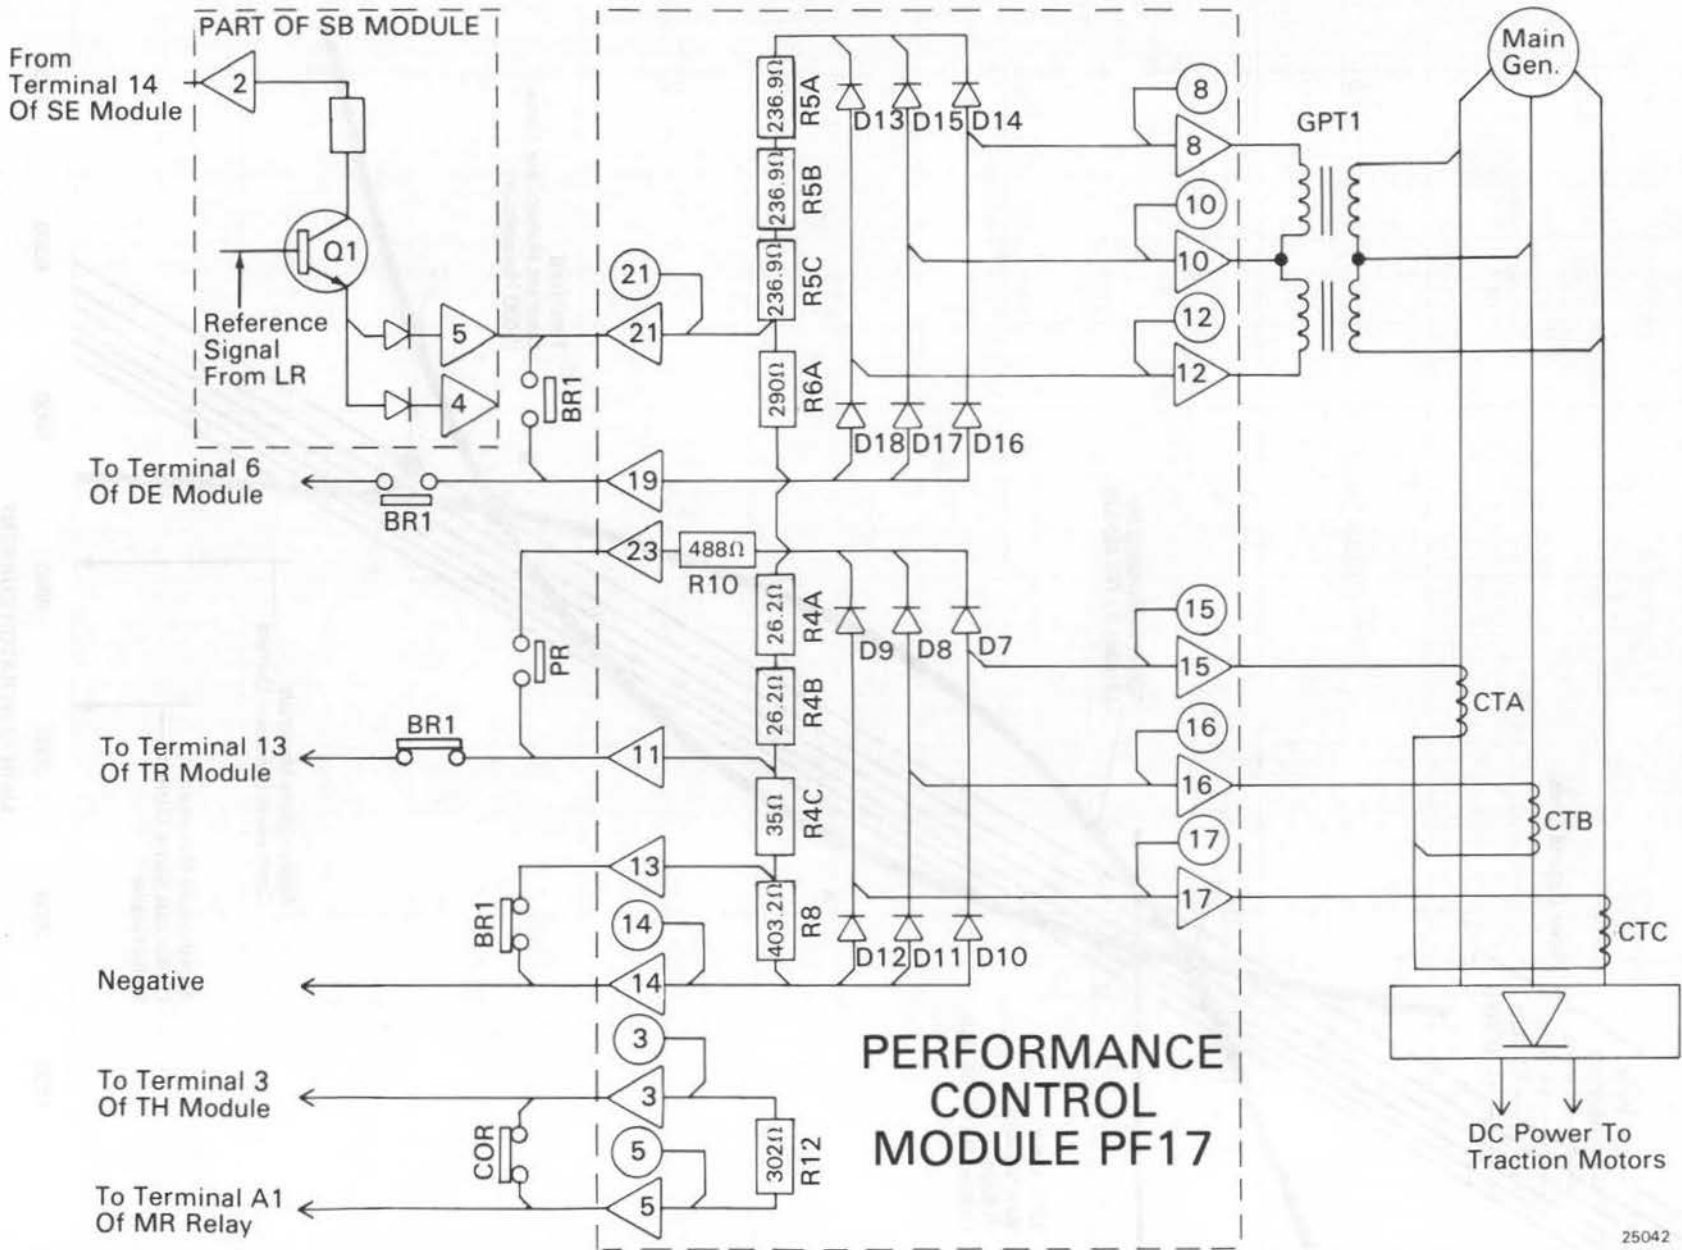 PART OF SB MODULE
From
Terminal 14
Of SE Module
2
Q1
Reference
Signal
From LR
5
4
BR1
21
21
236.9Ω
R5A
236.9Ω
R5B
236.9Ω
R5C
290Ω
R6A
D13
D15
D14
D18
D17
D16
8
8
10
10
12
12
GPT1
Main
Gen.
To Terminal 6
Of DE Module
BR1
19
23
488Ω
R10
PR
26.2Ω
R4A
26.2Ω
R4B
35Ω
R4C
403.2Ω
R8
D9
D8
D7
D12
D11
D10
15
15
16
16
17
17
CTA
CTB
CTC
To Terminal 13
Of TR Module
BR1
11
13
BR1
14
14
Negative
3
3
To Terminal 3
Of TH Module
COR
5
5
302Ω
R12
To Terminal A1
Of MR Relay
PERFORMANCE
CONTROL
MODULE PF17
DC Power To
Traction Motors
25042